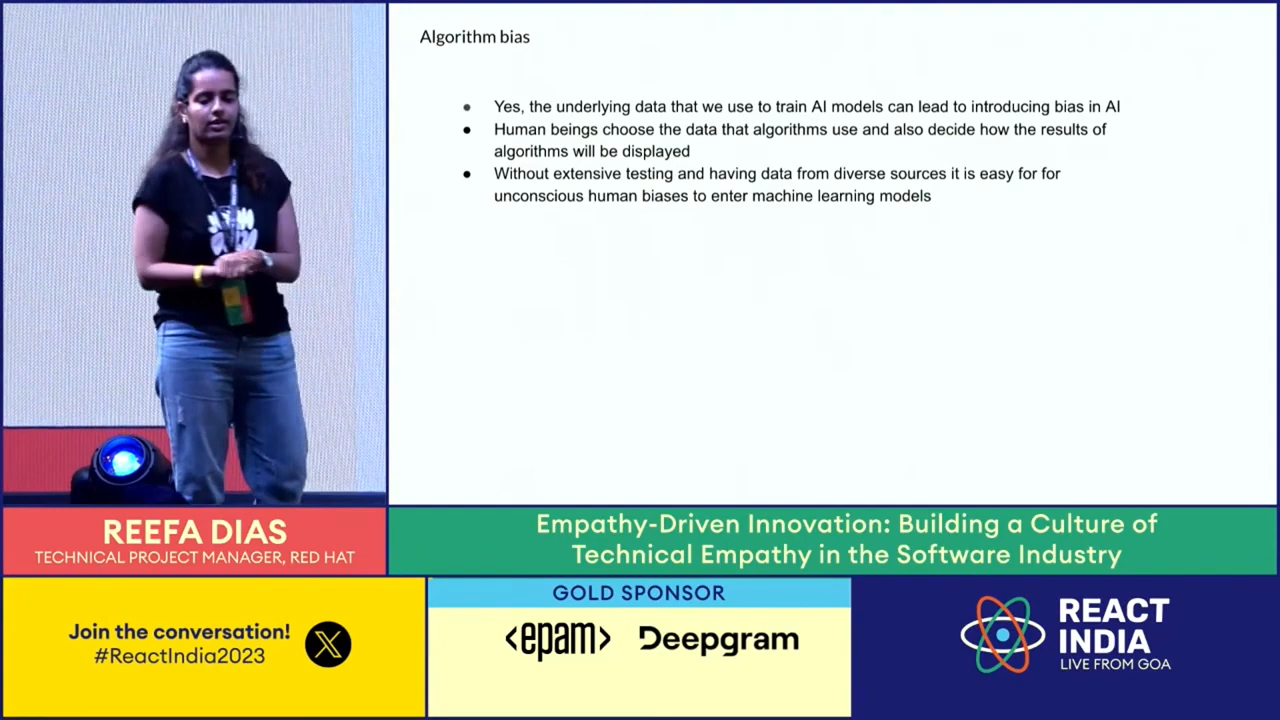 Algorithm bias
Yes, the underlying data that we use to train AI models can lead to introducing bias in AI
Human beings choose the data that algorithms use and also decide how the results of
algorithms will be displayed
Without extensive testing and having data from diverse sources it is easy for for
unconscious human biases to enter machine learning models
REEFA DIAS
TECHNICAL PROJECT MANAGER, RED HAT
Empathy-Driven Innovation: Building a Culture of
Technical Empathy in the Software Industry
Join the conversation!
#ReactIndia2023
GOLD SPONSOR
<epam> Deepgram
REACT
INDIA
LIVE FROM GOA